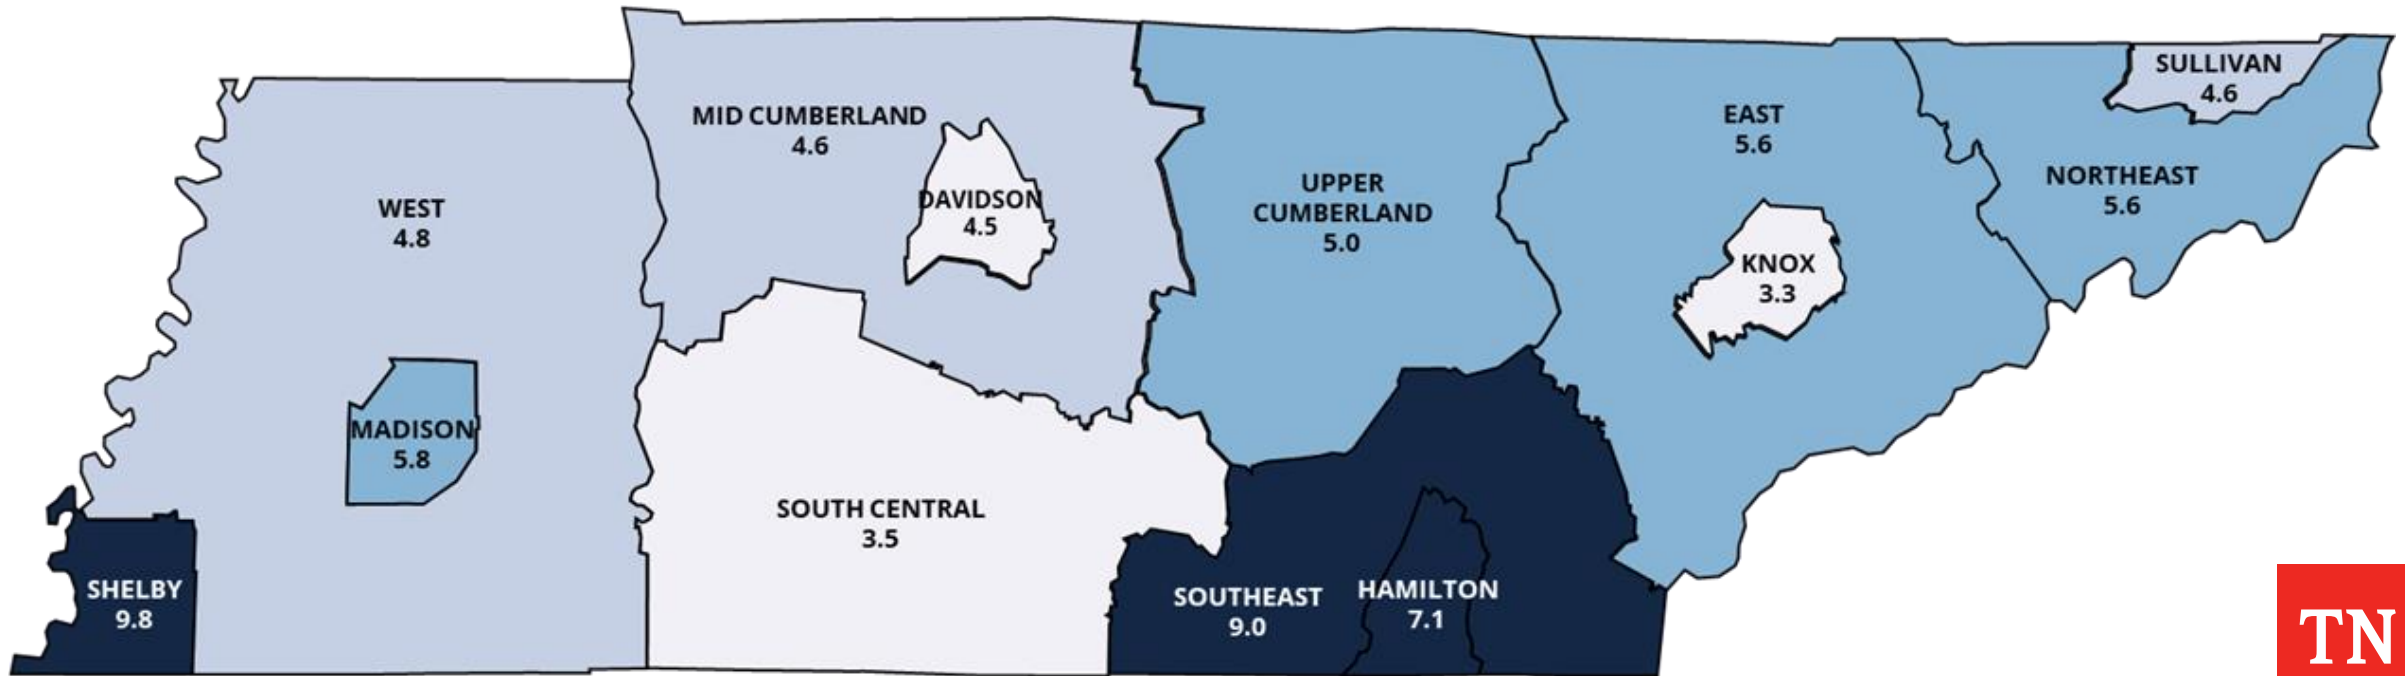 WEST
4.8
MADISON
5.8
SHELBY
9.8
MID CUMBERLAND
4.6
DAVIDSON
4.5
SOUTH CENTRAL
3.5
UPPER
CUMBERLAND
5.0
SOUTHEAST
9.0
HAMILTON
7.1
EAST
5.6
KNOX
3.3
SULLIVAN
4.6
NORTHEAST
5.6
TN